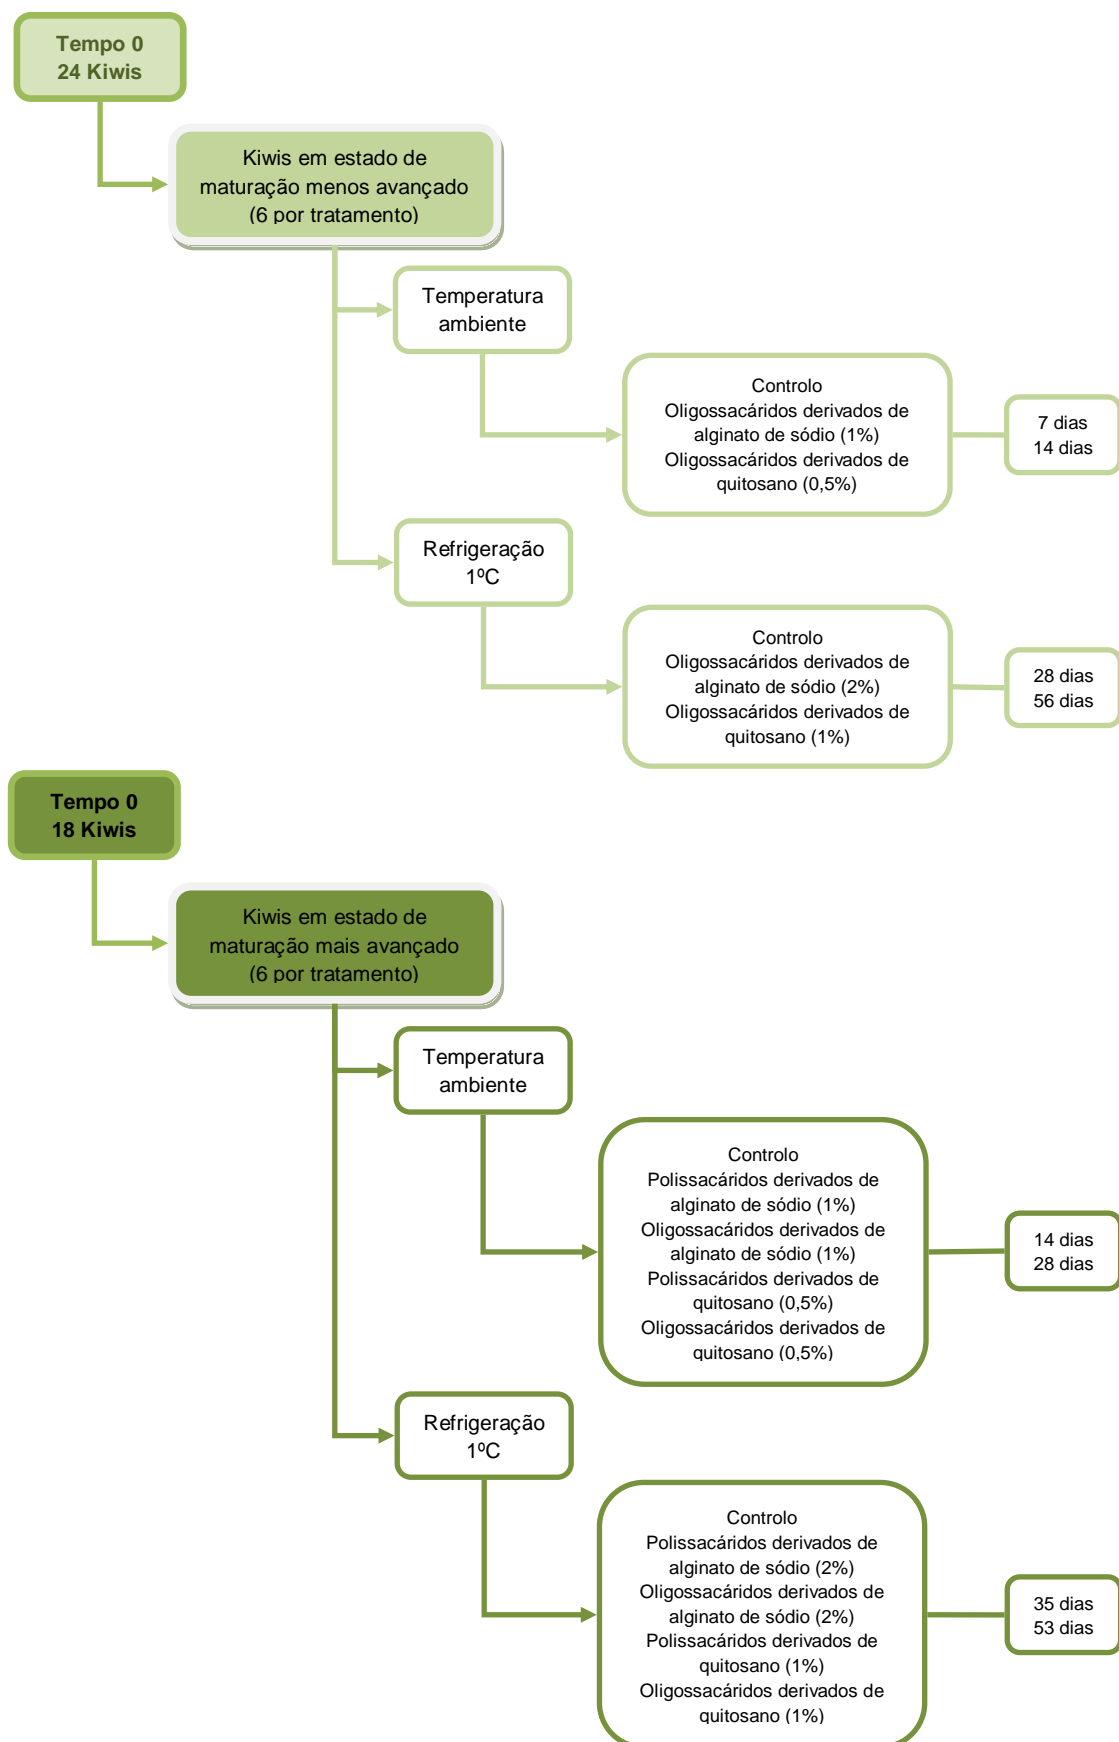 Tempo 0
24 Kiwis
Kiwis em estado de
maturação menos avançado
(6 por tratamento)
Temperatura
ambiente
Controlo
Oligossacáridos derivados de
alginato de sódio (1%)
Oligossacáridos derivados de
quitosano (0,5%)
7 dias
14 dias
Refrigeração
1ºC
Controlo
Oligossacáridos derivados de
alginato de sódio (2%)
Oligossacáridos derivados de
quitosano (1%)
28 dias
56 dias
Tempo 0
18 Kiwis
Kiwis em estado de
maturação mais avançado
(6 por tratamento)
Temperatura
ambiente
Controlo
Polissacáridos derivados de
alginato de sódio (1%)
Oligossacáridos derivados de
alginato de sódio (1%)
Polissacáridos derivados de
quitosano (0,5%)
Oligossacáridos derivados de
quitosano (0,5%)
14 dias
28 dias
Refrigeração
1ºC
Controlo
Polissacáridos derivados de
alginato de sódio (2%)
Oligossacáridos derivados de
alginato de sódio (2%)
Polissacáridos derivados de
quitosano (1%)
Oligossacáridos derivados de
quitosano (1%)
35 dias
53 dias